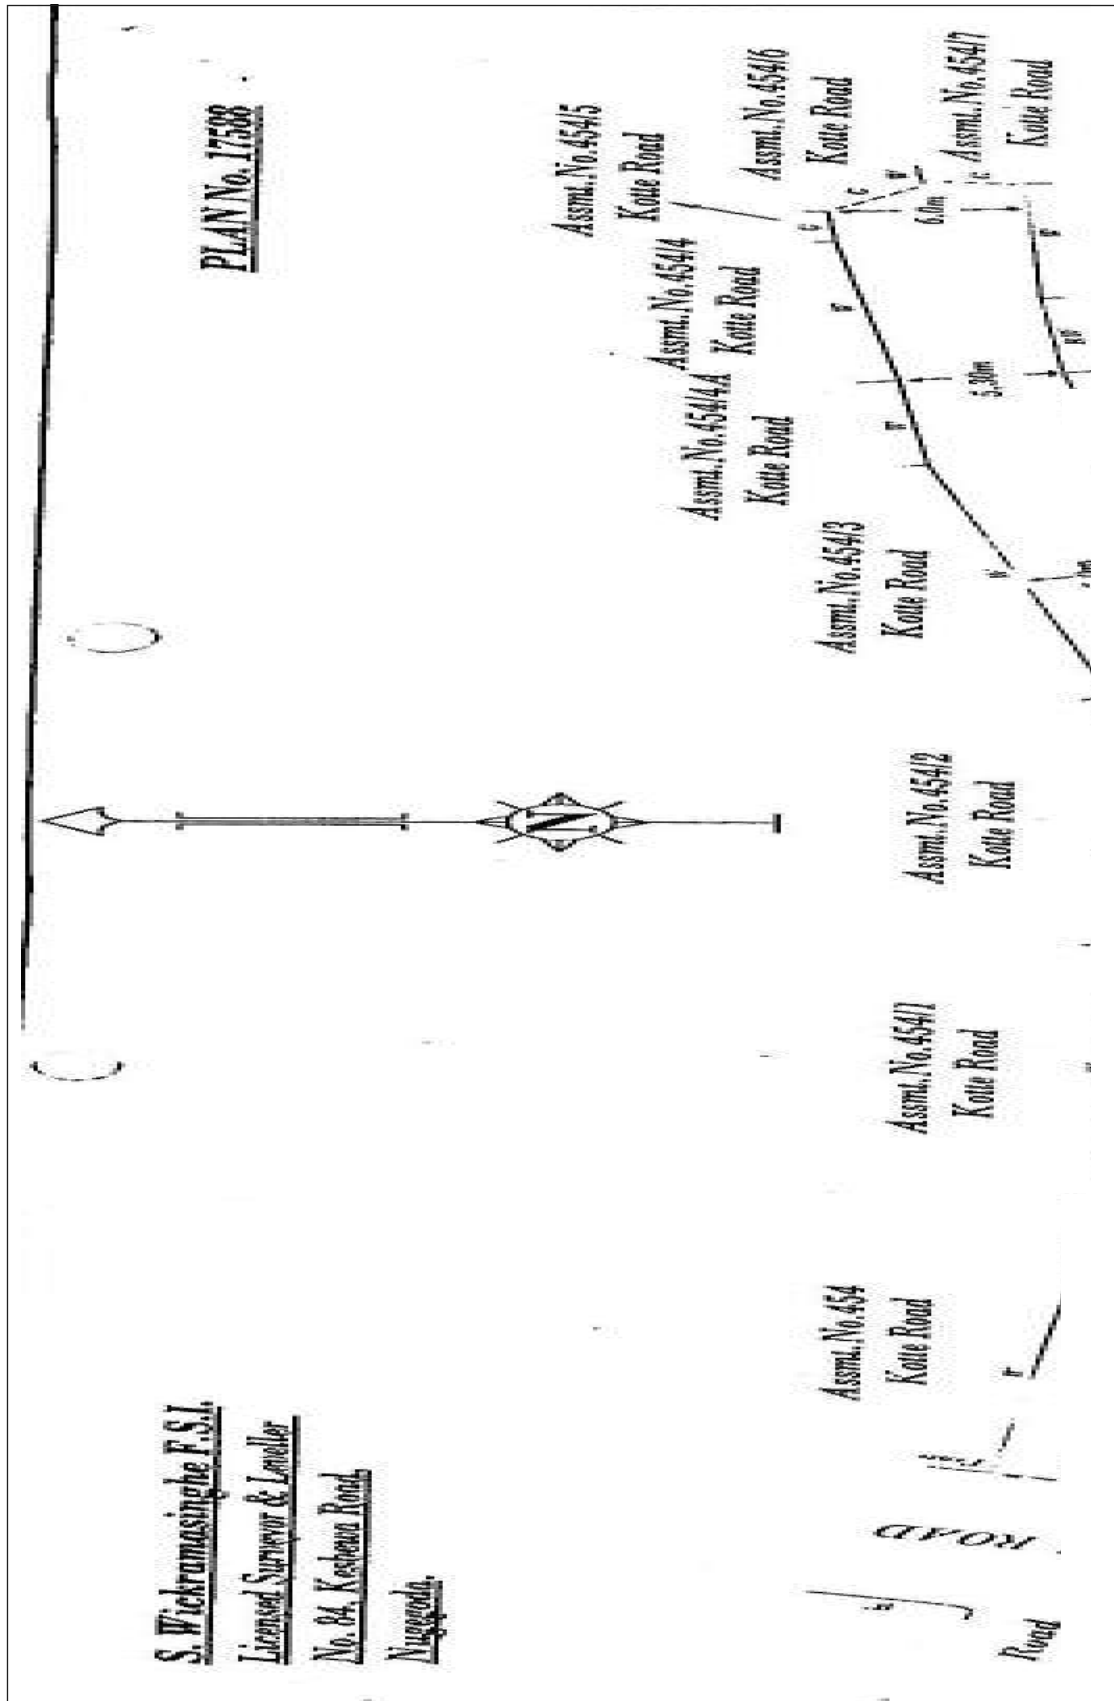 S. Wickramasinghe F.S.I.
Licensed Surveyor & Leveller
No. 84, Kesbewa Road,
Nugegoda.
PLAN No. 17588
N
Assmt.No.454
Kotte Road
Assmt.No.454/1
Kotte Road
Assmt.No.454/2
Kotte Road
Assmt.No.454/3
Kotte Road
Assmt.No.454/4A
Kotte Road
Assmt.No.454/4
Kotte Road
Assmt.No.454/5
Kotte Road
Assmt.No.454/6
Kotte Road
Assmt.No.454/7
Kotte Road
c
c
6.0m
5.30m
ROAD
Road